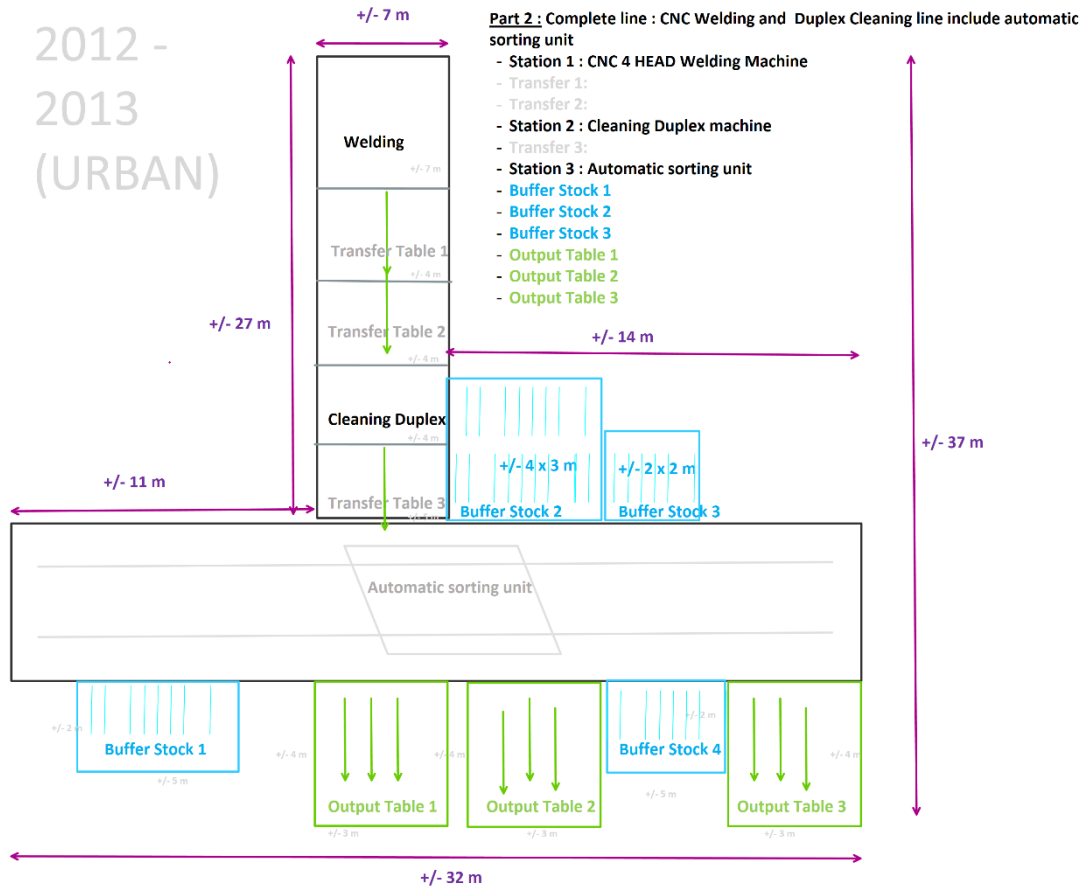 2012 -
2013
(URBAN)
+/- 7 m
Part 2 : Complete line : CNC Welding and Duplex Cleaning line include automatic
sorting unit
- Station 1 : CNC 4 HEAD Welding Machine
- Transfer 1:
- Transfer 2:
- Station 2 : Cleaning Duplex machine
- Transfer 3:
- Station 3 : Automatic sorting unit
- Buffer Stock 1
- Buffer Stock 2
- Buffer Stock 3
- Output Table 1
- Output Table 2
- Output Table 3
Welding
+/- 7 m
Transfer Table 1
+/- 4 m
+/- 27 m
Transfer Table 2
+/- 4 m
+/- 14 m
Cleaning Duplex
+/- 4 m
+/- 37 m
+/- 4 x 3 m
+/- 2 x 2 m
+/- 11 m
Transfer Table 3
Buffer Stock 2
Buffer Stock 3
Automatic sorting unit
+/- 2 m
Buffer Stock 1
+/- 5 m
+/- 4 m
Output Table 1
+/- 3 m
+/- 4 m
Output Table 2
+/- 3 m
+/- 2 m
Buffer Stock 4
+/- 5 m
+/- 4 m
Output Table 3
+/- 3 m
+/- 32 m